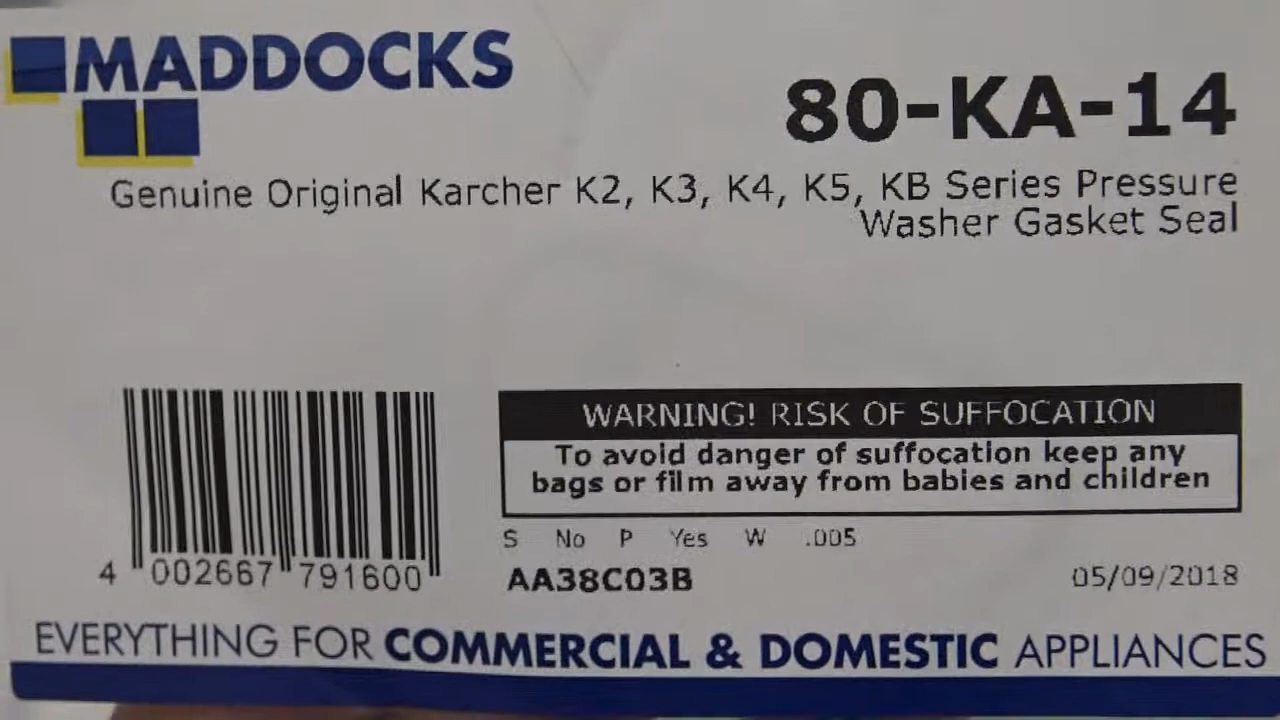 MADDOCKS
80-KA-14
Genuine Original Karcher K2, K3, K4, K5, KB Series Pressure
Washer Gasket Seal
WARNING! RISK OF SUFFOCATION
To avoid danger of suffocation keep any
bags or film away from babies and children
S No P Yes W .005
4 002667 791600
AA38C03B
05/09/2018
EVERYTHING FOR COMMERCIAL & DOMESTIC APPLIANCES